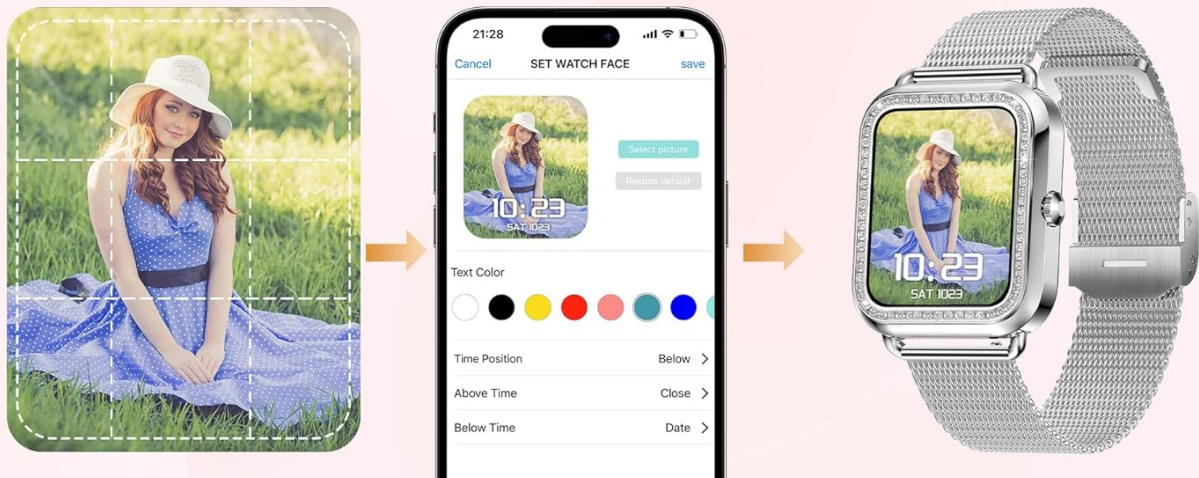 21:28
Cancel SET WATCH FACE save
Select picture
Restore default
10:23
SAT 1023
Text Color
Time Position Below
Above Time Close
Below Time Date
10:23
SAT 1023